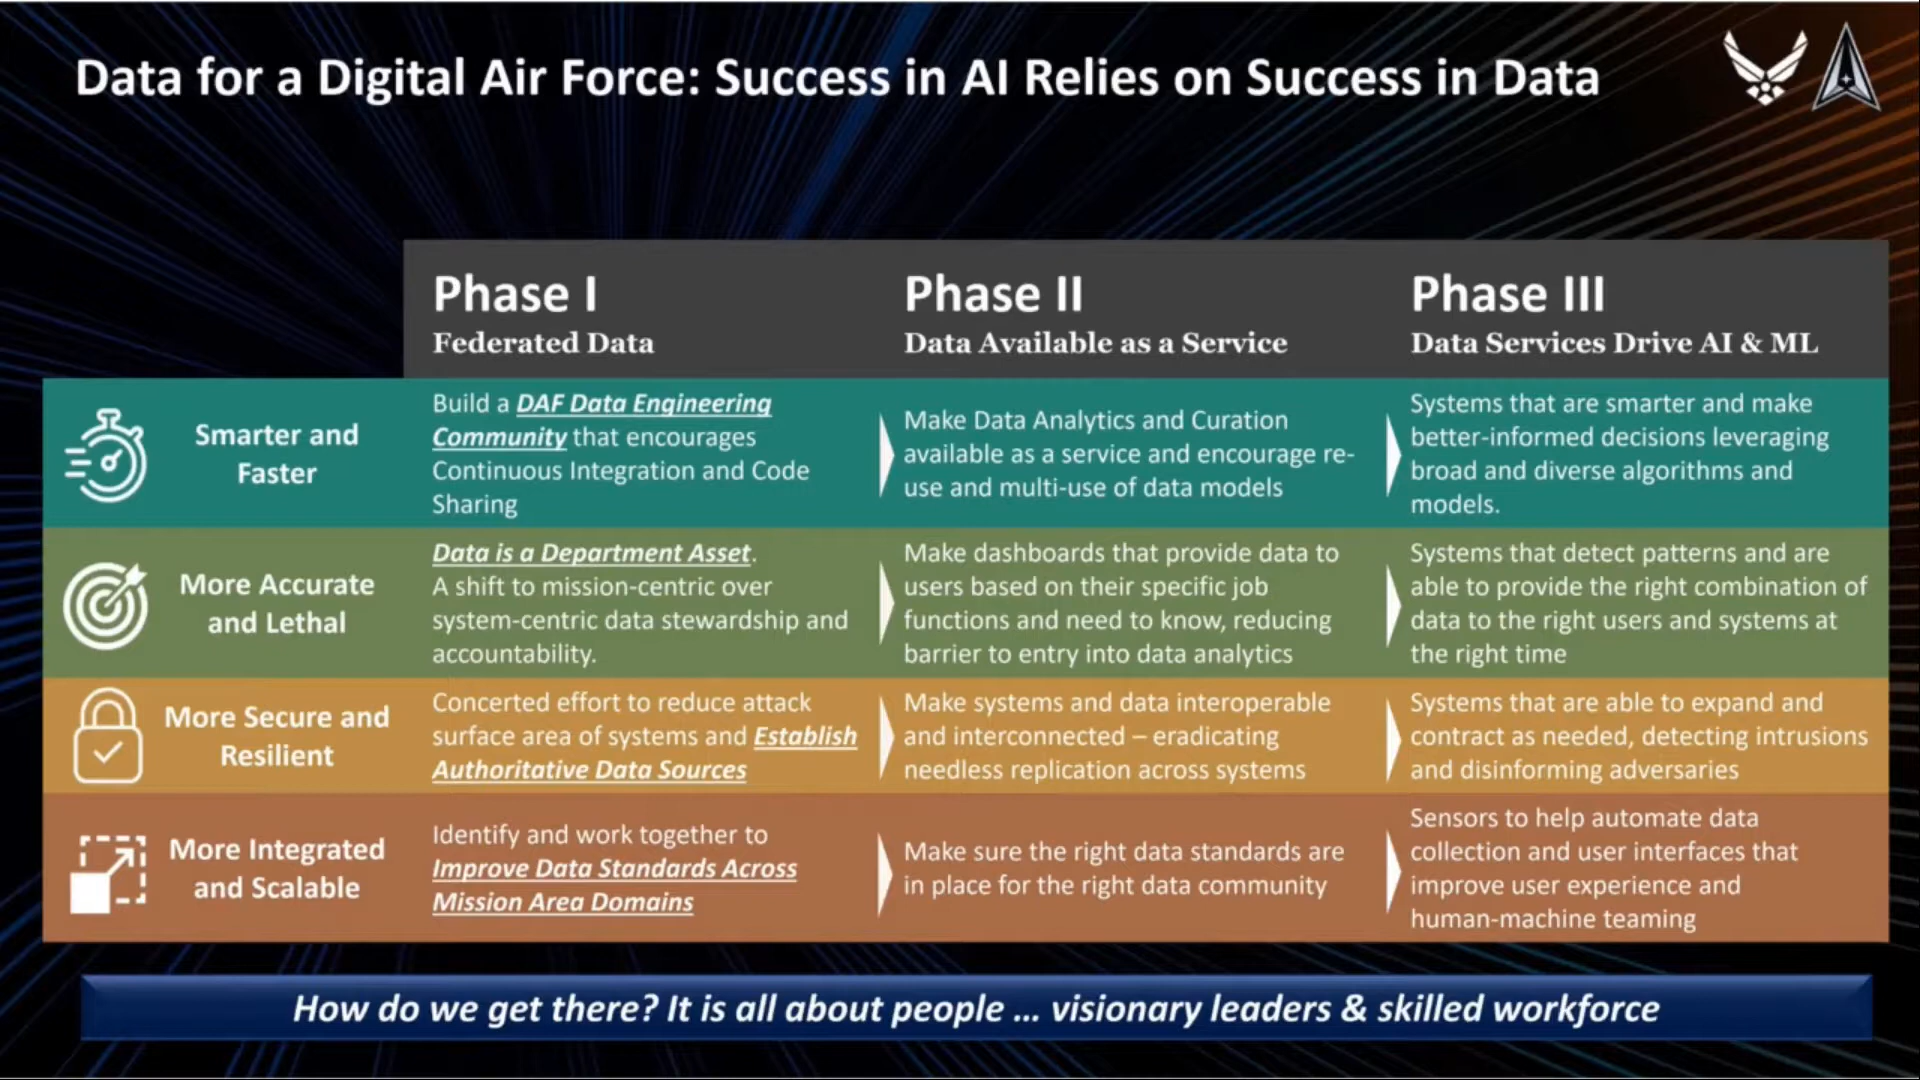 Data for a Digital Air Force: Success in AI Relies on Success in Data
Phase I
Federated Data
Phase II
Data Available as a Service
Phase III
Data Services Drive AI & ML
Smarter and
Faster
Build a DAF Data Engineering
Community that encourages
Continuous Integration and Code
Sharing
Make Data Analytics and Curation
available as a service and encourage re-
use and multi-use of data models
Systems that are smarter and make
better-informed decisions leveraging
broad and diverse algorithms and
models.
More Accurate
and Lethal
Data is a Department Asset.
A shift to mission-centric over
system-centric data stewardship and
accountability.
Make dashboards that provide data to
users based on their specific job
functions and need to know, reducing
barrier to entry into data analytics
Systems that detect patterns and are
able to provide the right combination of
data to the right users and systems at
the right time
More Secure and
Resilient
Concerted effort to reduce attack
surface area of systems and Establish
Authoritative Data Sources
Make systems and data interoperable
and interconnected – eradicating
needless replication across systems
Systems that are able to expand and
contract as needed, detecting intrusions
and disinforming adversaries
More Integrated
and Scalable
Identify and work together to
Improve Data Standards Across
Mission Area Domains
Make sure the right data standards are
in place for the right data community
Sensors to help automate data
collection and user interfaces that
improve user experience and
human-machine teaming
How do we get there? It is all about people ... visionary leaders & skilled workforce